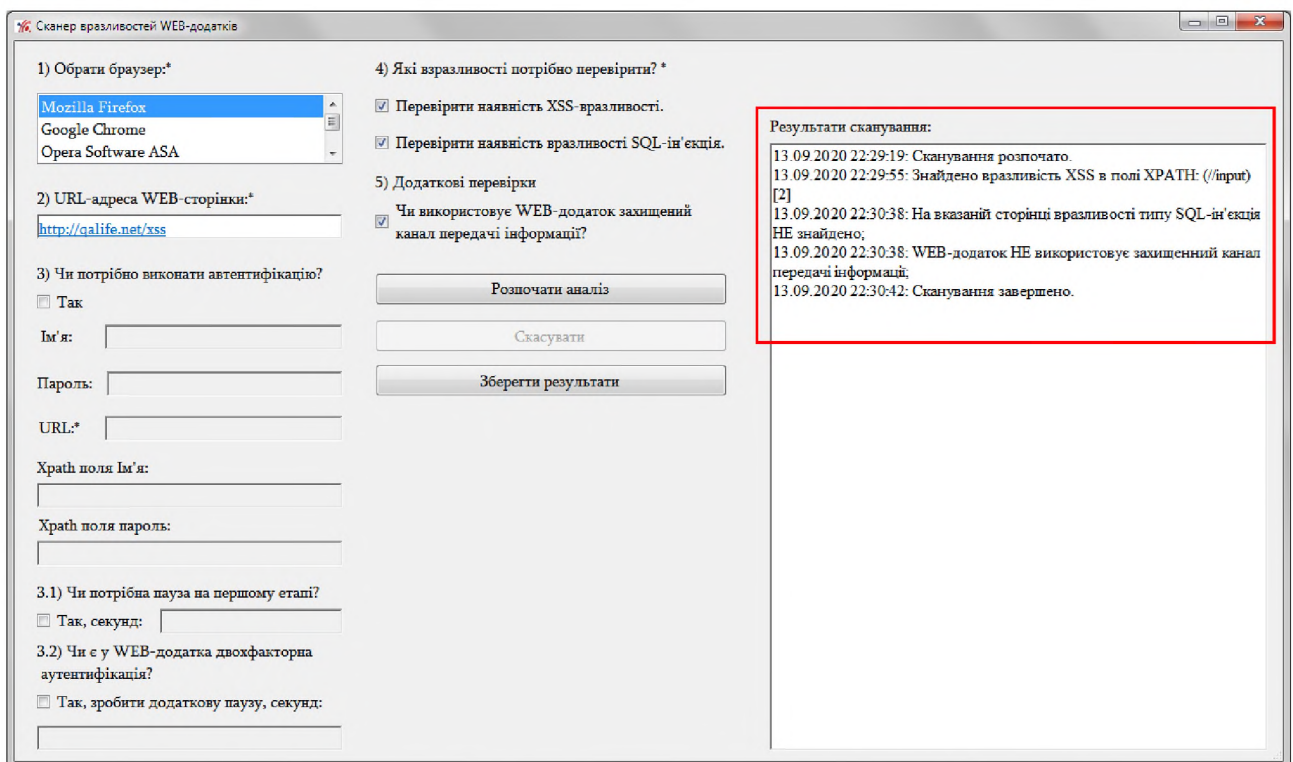 Сканер вразливостей WEB-додатків
1) Обрати браузер:*
Mozilla Firefox
Google Chrome
Opera Software ASA
2) URL-адреса WEB-сторінки:*
http://qalife.net/xss
3) Чи потрібно виконати автентифікацію?
Так
Ім'я:
Пароль:
URL:*
Xpath поля Ім'я:
Xpath поля пароль:
3.1) Чи потрібна пауза на першому етапі?
Так, секунд:
3.2) Чи є у WEB-додатка двохфакторна
аутентифікація?
Так, зробити додаткову паузу, секунд:
4) Які взразливості потрібно перевірити? *
Перевірити наявність XSS-вразливості.
Перевірити наявність вразливості SQL-ін'єкція.
5) Додаткові перевірки
Чи використовує WEB-додаток захищений
канал передачі інформації?
Розпочати аналіз
Скасувати
Зберегти результати
Результати сканування:
13.09.2020 22:29:19: Сканування розпочато.
13.09.2020 22:29:55: Знайдено вразливість XSS в полі XPATH: (//input)
[2]
13.09.2020 22:30:38: На вказаній сторінці вразливості типу SQL-ін'єкція
НЕ знайдено;
13.09.2020 22:30:38: WEB-додаток НЕ використовує захищенний канал
передачі інформації;
13.09.2020 22:30:42: Сканування завершено.